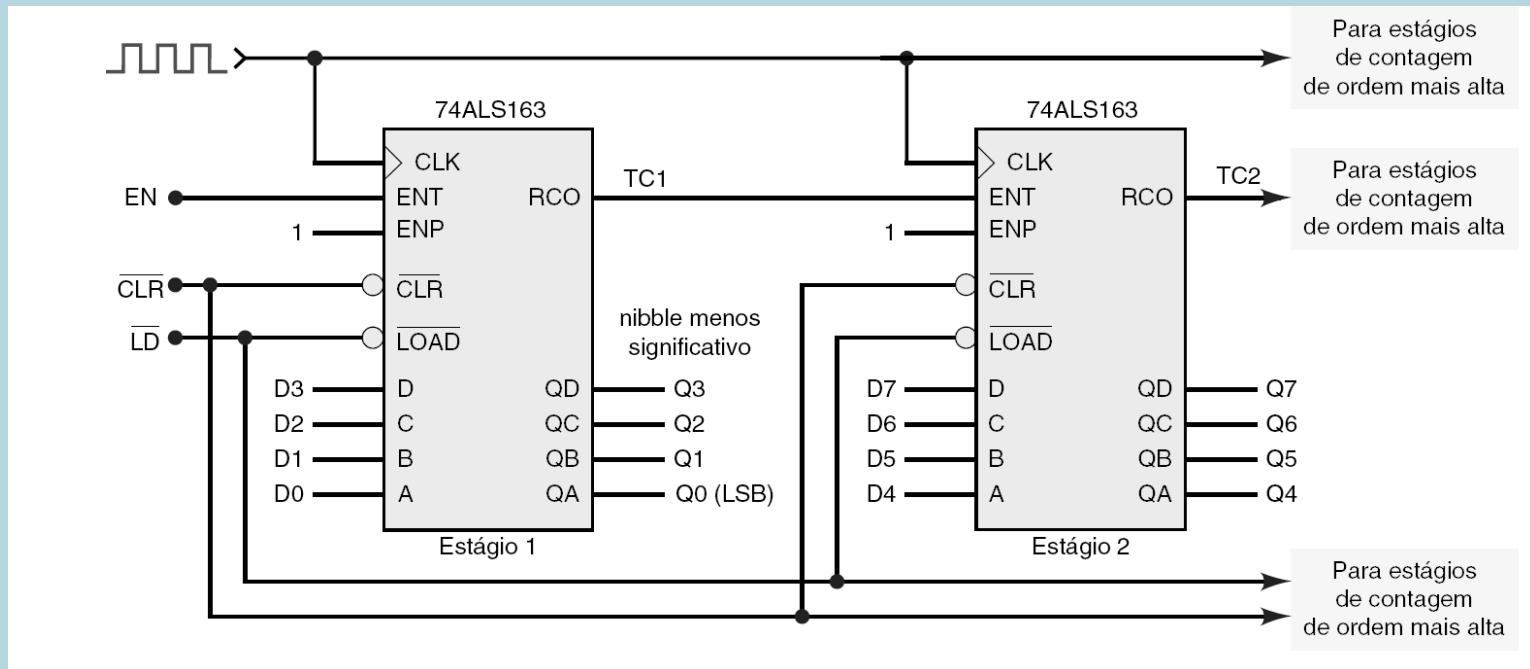 Para estágios
de contagem
de ordem mais alta
74ALS163
CLK
EN
ENT
RCO
TC1
1
ENP
CLR
CLR
LD
LOAD
nibble menos
significativo
D3
D
QD
Q3
D2
C
QC
Q2
D1
B
QB
Q1
D0
A
QA
Q0 (LSB)
Estágio 1
74ALS163
CLK
ENT
RCO
TC2
Para estágios
de contagem
de ordem mais alta
1
ENP
CLR
LOAD
D7
D
QD
Q7
D6
C
QC
Q6
D5
B
QB
Q5
D4
A
QA
Q4
Estágio 2
Para estágios
de contagem
de ordem mais alta